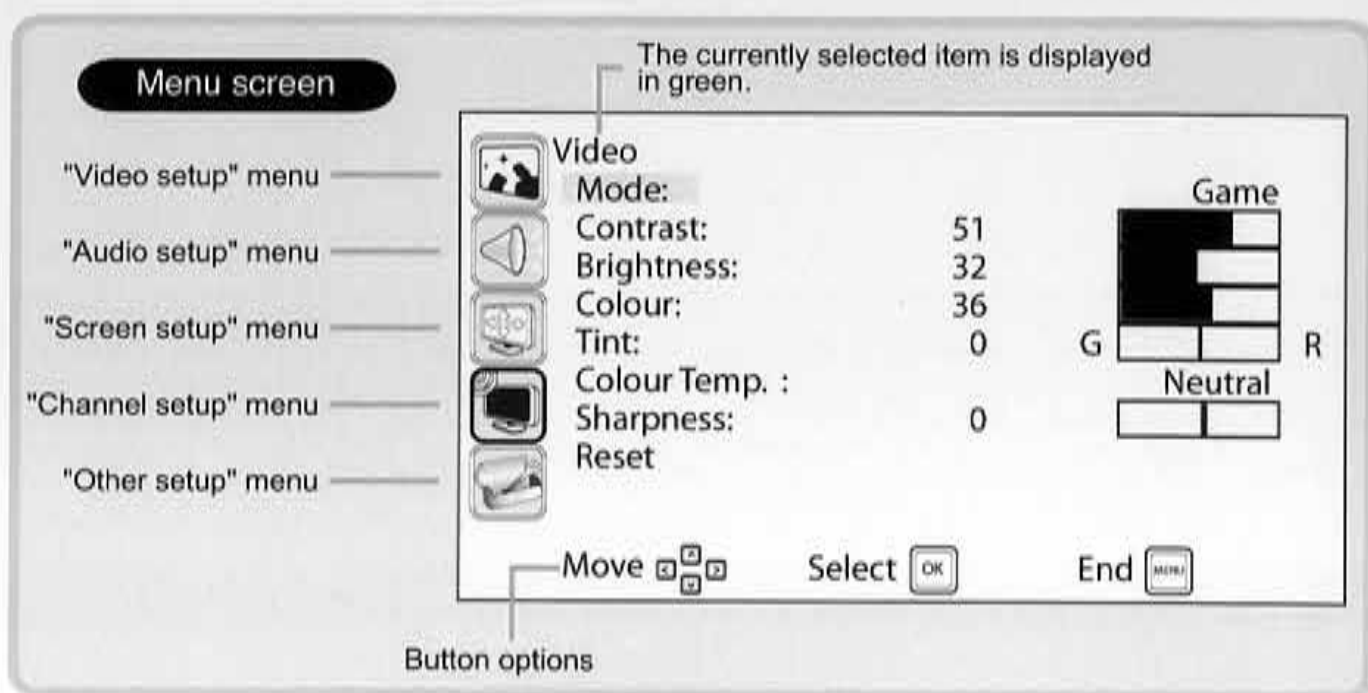 Menu screen
The currently selected item is displayed
in green.
"Video setup" menu
"Audio setup" menu
"Screen setup" menu
"Channel setup" menu
"Other setup" menu
Video
Mode: Game
Contrast: 51
Brightness: 32
Colour: 36
Tint: 0 G R
Colour Temp. : Neutral
Sharpness: 0
Reset
Move Select OK End MENU
Button options